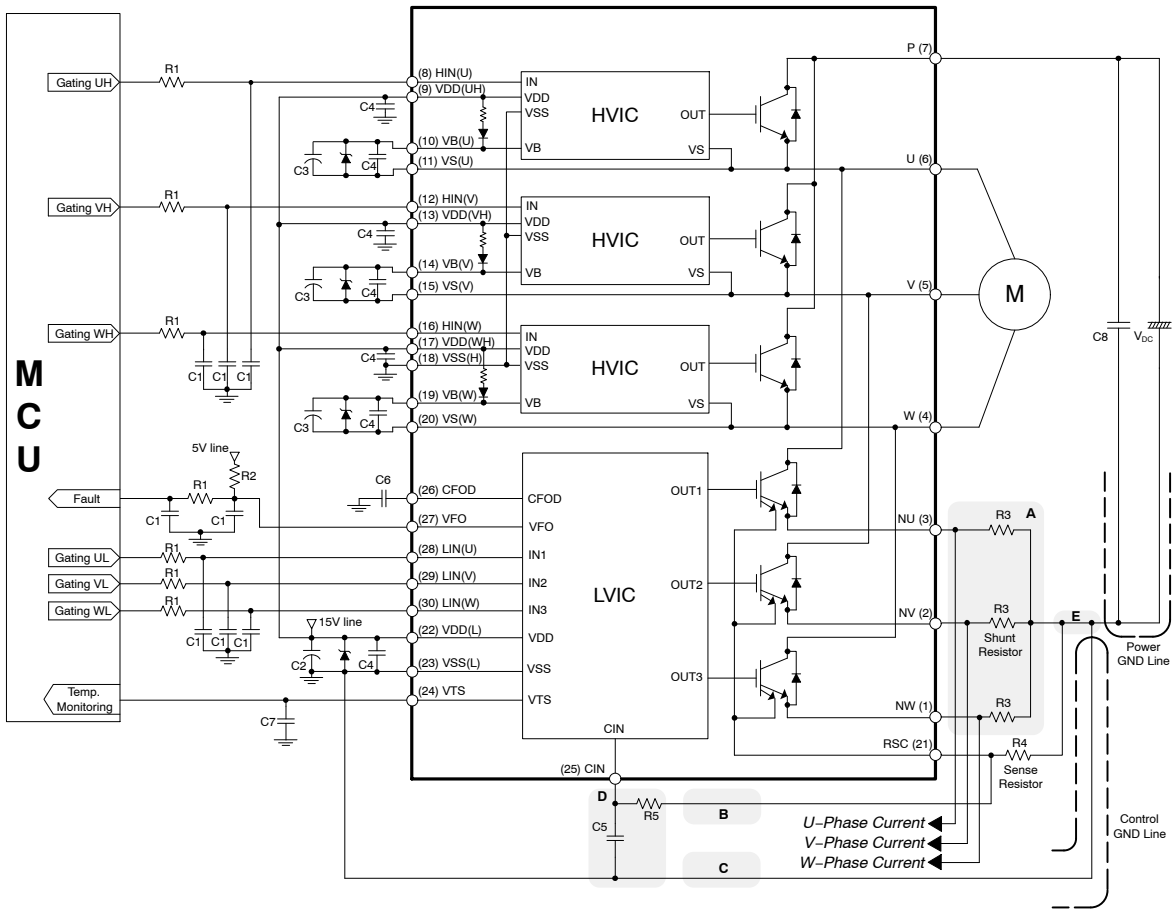 P (7)
(8) HIN(U)
Gating UH
R1
IN
(9) VDD(UH)
VDD
C4
VSS
HVIC
OUT
(10) VB(U)
VB
VS
C3
C4
(11) VS(U)
U (6)
R1
(12) HIN(V)
Gating VH
IN
(13) VDD(VH)
VDD
C4
VSS
HVIC
OUT
(14) VB(V)
VB
VS
C3
C4
(15) VS(V)
V (5)
M
R1
(16) HIN(W)
Gating WH
IN
(17) VDD(WH)
VDD
C4
(18) VSS(H)
VSS
HVIC
OUT
C8
VDC
C1
C1
C1
(19) VB(W)
VB
VS
C3
C4
(20) VS(W)
W (4)
MCU
5V line
R2
C6
(26) CFOD
CFOD
OUT1
Fault
R1
C1
C1
(27) VFO
VFO
NU (3)
R3
A
Gating UL
R1
(28) LIN(U)
IN1
Gating VL
R1
(29) LIN(V)
IN2
LVIC
OUT2
Gating WL
R1
(30) LIN(W)
IN3
C1
C1
C1
15V line
(22) VDD(L)
VDD
NV (2)
R3
Shunt
Resistor
E
Power
GND Line
C2
C4
(23) VSS(L)
VSS
OUT3
Temp.
Monitoring
(24) VTS
VTS
C7
NW (1)
R3
CIN
RSC (21)
R4
Sense
Resistor
(25) CIN
D
C5
R5
B
C
U−Phase Current
V−Phase Current
W−Phase Current
Control
GND Line